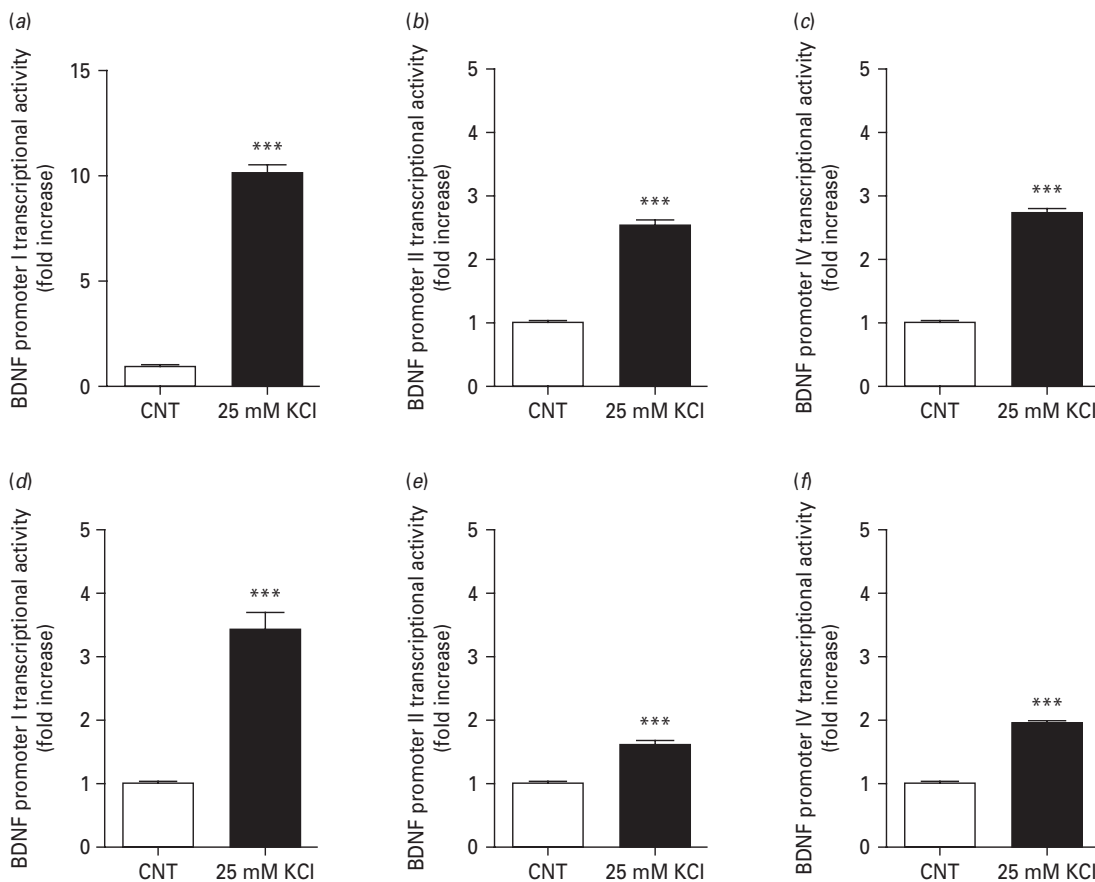 (a)
BDNF promoter I transcriptional activity
(fold increase)
15
10
5
0
***
CNT
25 mM KCl
(b)
BDNF promoter II transcriptional activity
(fold increase)
5
4
3
2
1
0
***
CNT
25 mM KCl
(c)
BDNF promoter IV transcriptional activity
(fold increase)
5
4
3
2
1
0
***
CNT
25 mM KCl
(d)
BDNF promoter I transcriptional activity
(fold increase)
5
4
3
2
1
0
***
CNT
25 mM KCl
(e)
BDNF promoter II transcriptional activity
(fold increase)
5
4
3
2
1
0
***
CNT
25 mM KCl
(f)
BDNF promoter IV transcriptional activity
(fold increase)
5
4
3
2
1
0
***
CNT
25 mM KCl